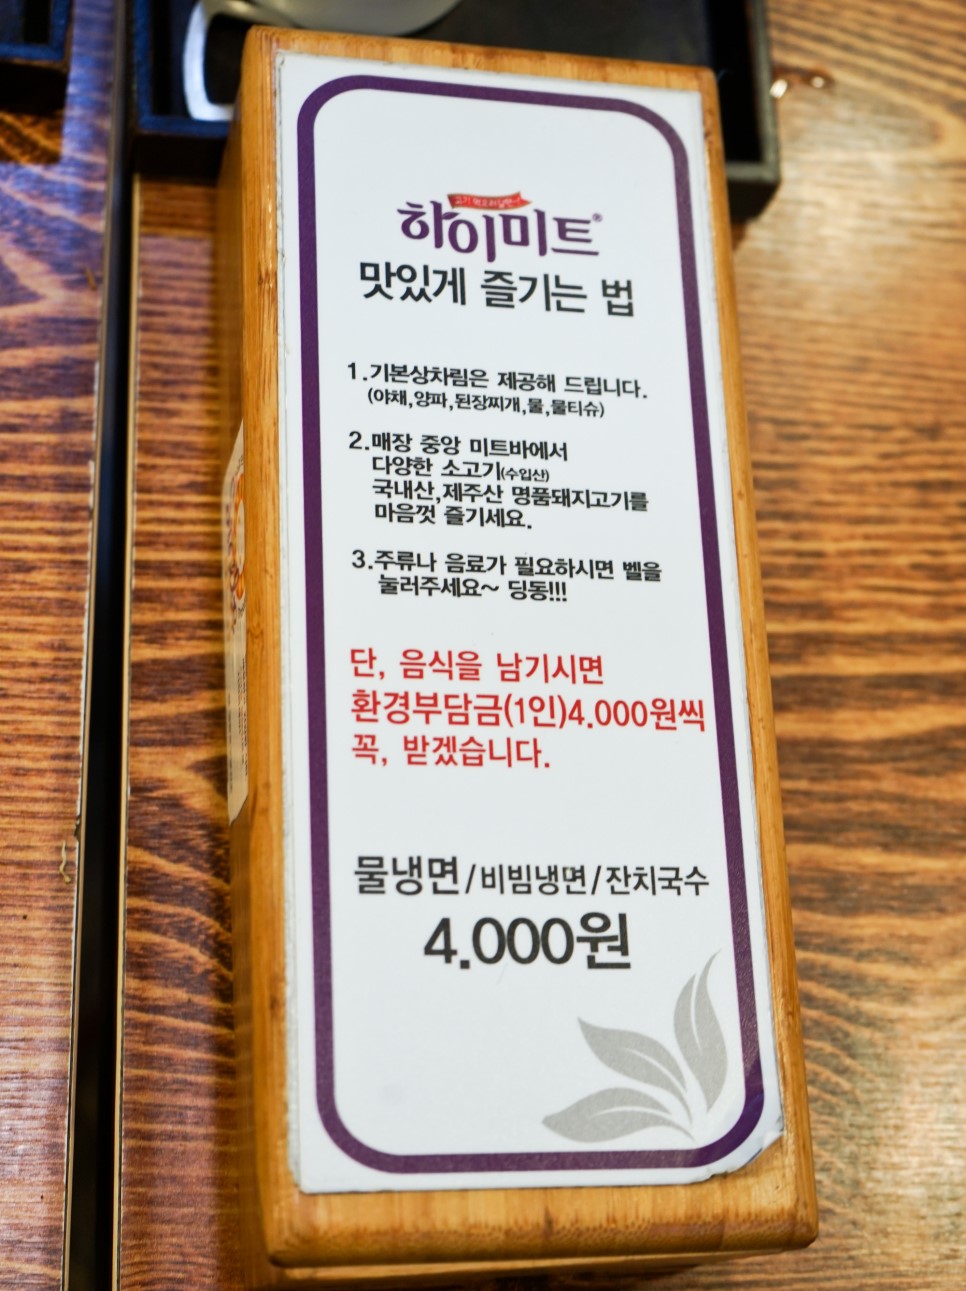 하이미트
맛있게 즐기는 법
1.기본상차림은 제공해 드립니다.
(야채,양파,된장찌개,물,물티슈)
2.매장 중앙 미트바에서
다양한 소고기(수입산)
국내산,제주산 명품돼지고기를
마음껏 즐기세요.
3.주류나 음료가 필요하시면 벨을
눌러주세요~ 딩동!!!
단, 음식을 남기시면
환경부담금(1인)4.000원씩
꼭, 받겠습니다.
물냉면/비빔냉면/잔치국수
4.000원